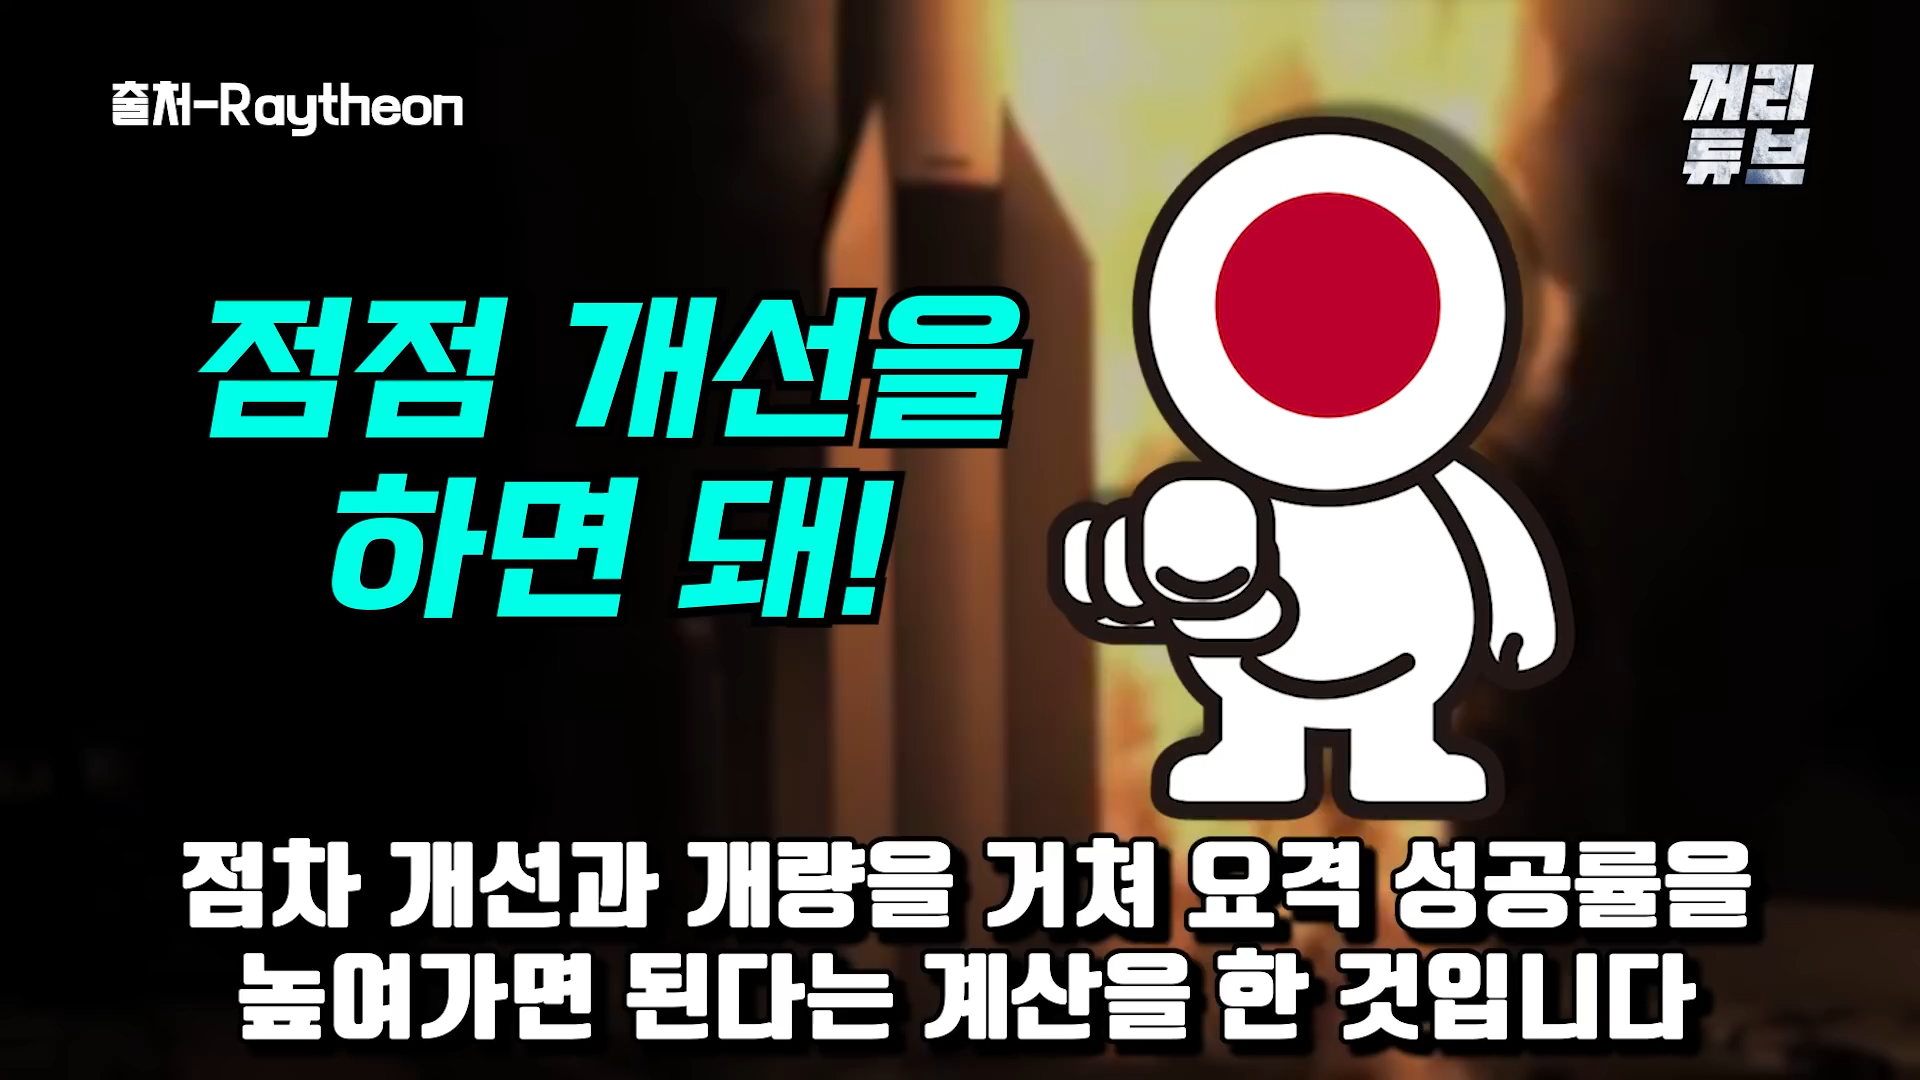 출처-Raytheon
꺼리
튜브
점점 개선을
하면 돼!
점차 개선과 개량을 거쳐 요격 성공률을
높여가면 된다는 계산을 한 것입니다